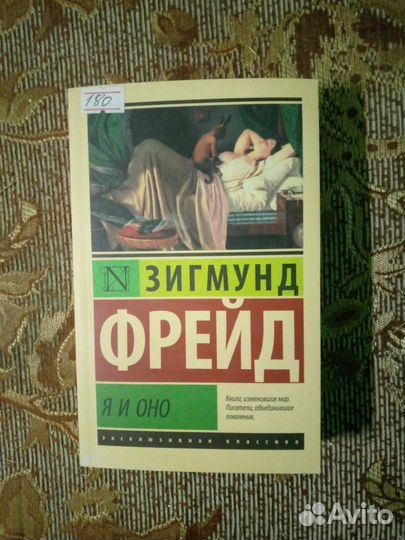 180
N
ЗИГМУНД
ФРЕЙД
Я И ОНО
Книги, изменившие мир.
Писатели, объединившие
поколения.
эксклюзивная классика
Avito